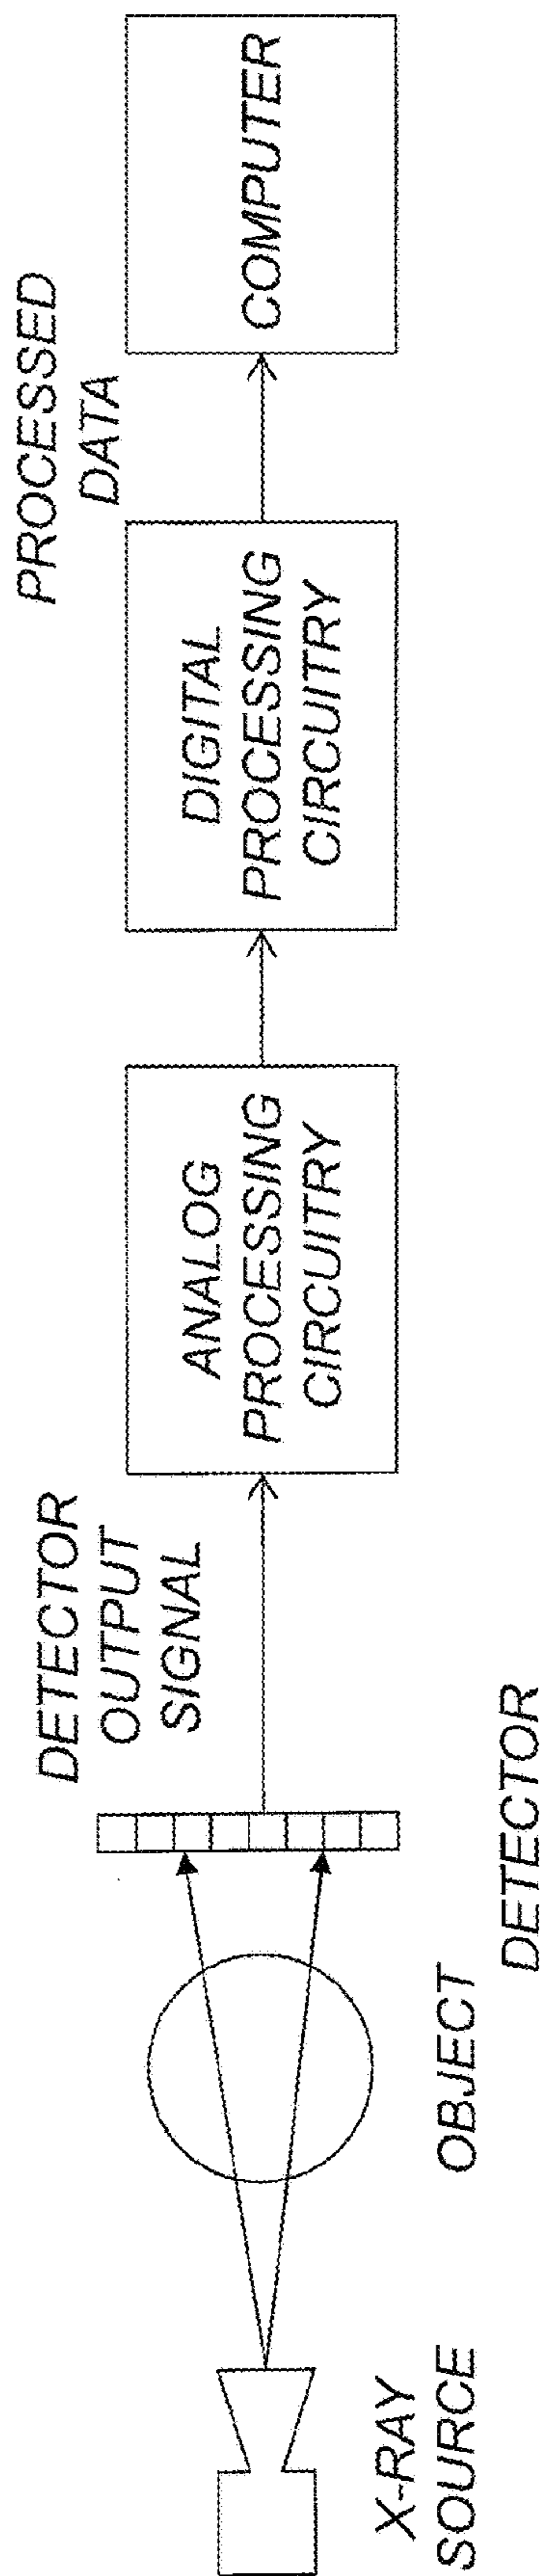 X-RAY
SOURCE
OBJECT
DETECTOR
DETECTOR
OUTPUT
SIGNAL
ANALOG
PROCESSING
CIRCUITRY
DIGITAL
PROCESSING
CIRCUITRY
PROCESSED
DATA
COMPUTER